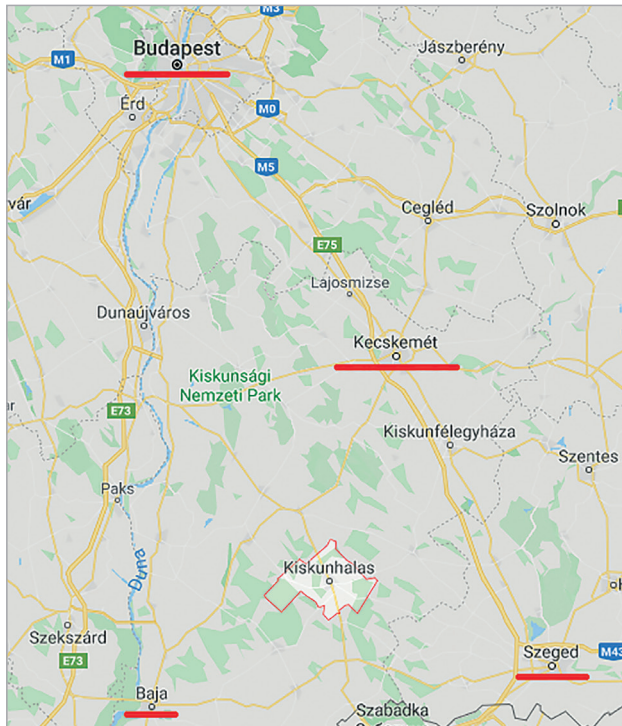 M3
Budapest
Jászberény
M1
Érd
M0
M5
vár
Cegléd
Szolnok
E75
Lajosmizse
Dunaújváros
Kecskemét
Kiskunsági
Nemzeti Park
E73
Kiskunfélegyháza
Szentes
Paks
Duna
Kiskunhalas
H
Szekszárd
Szeged
M43
E73
Baja
Szabadka